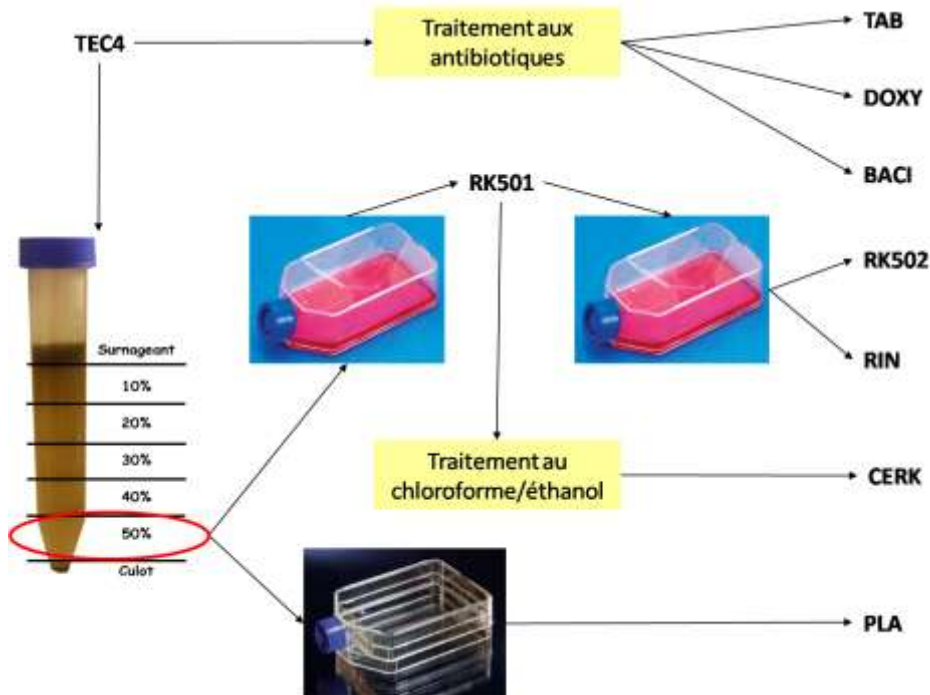 TEC4
Traitement aux
antibiotiques
TAB
DOXY
BACI
RK501
RK502
RIN
Surnageant
10%
20%
30%
40%
50%
Culot
Traitement au
chloroforme/éthanol
CERK
PLA